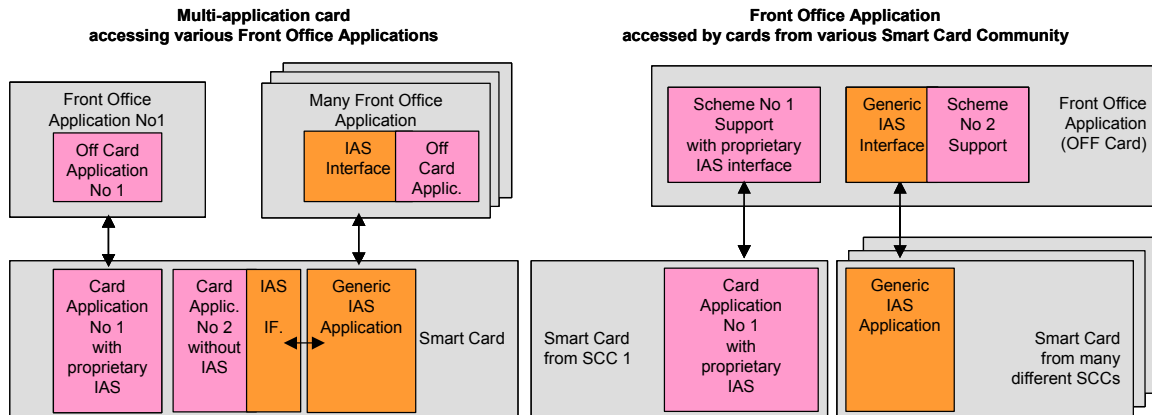 Multi-application card
accessing various Front Office Applications
Front Office
Application No1
Off Card
Application
No 1
Many Front Office
Application
IAS
Interface
Off
Card
Applic.
Card
Application
No 1
with
proprietary
IAS
Card
Applic.
No 2
without
IAS
IAS
IF.
Generic
IAS
Application
Smart Card
Front Office Application
accessed by cards from various Smart Card Community
Scheme No 1
Support
with proprietary
IAS interface
Generic
IAS
Interface
Scheme
No 2
Support
Front Office
Application
(OFF Card)
Smart Card
from SCC 1
Card
Application
No 1
with
proprietary
IAS
Generic
IAS
Application
Smart Card
from many
different SCCs